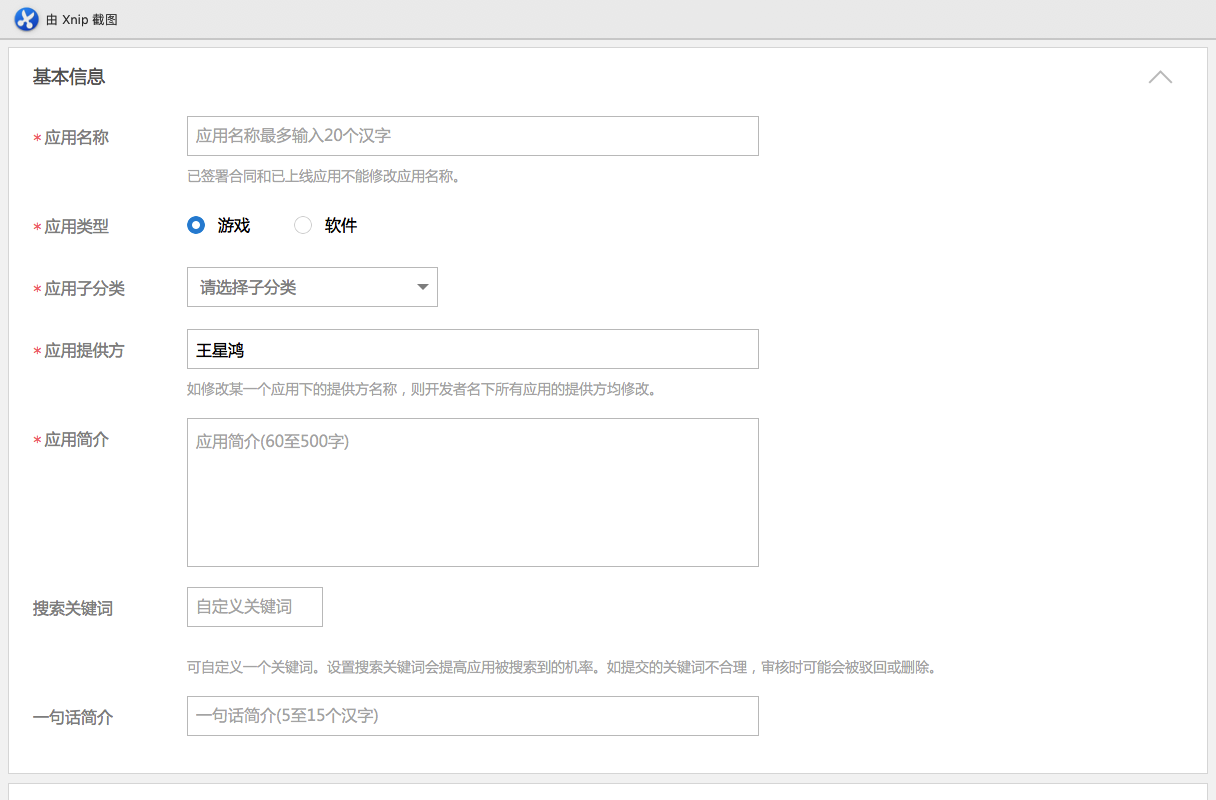 由 Xnip 截图
基本信息
*应用名称
应用名称最多输入20个汉字
已签署合同和已上线应用不能修改应用名称。
*应用类型
游戏
软件
*应用子分类
请选择子分类
*应用提供方
王星鸿
如修改某一个应用下的提供方名称，则开发者名下所有应用的提供方均修改。
*应用简介
应用简介(60至500字)
搜索关键词
自定义关键词
可自定义一个关键词。设置搜索关键词会提高应用被搜索到的机率。如提交的关键词不合理，审核时可能会被驳回或删除。
一句话简介
一句话简介(5至15个汉字)